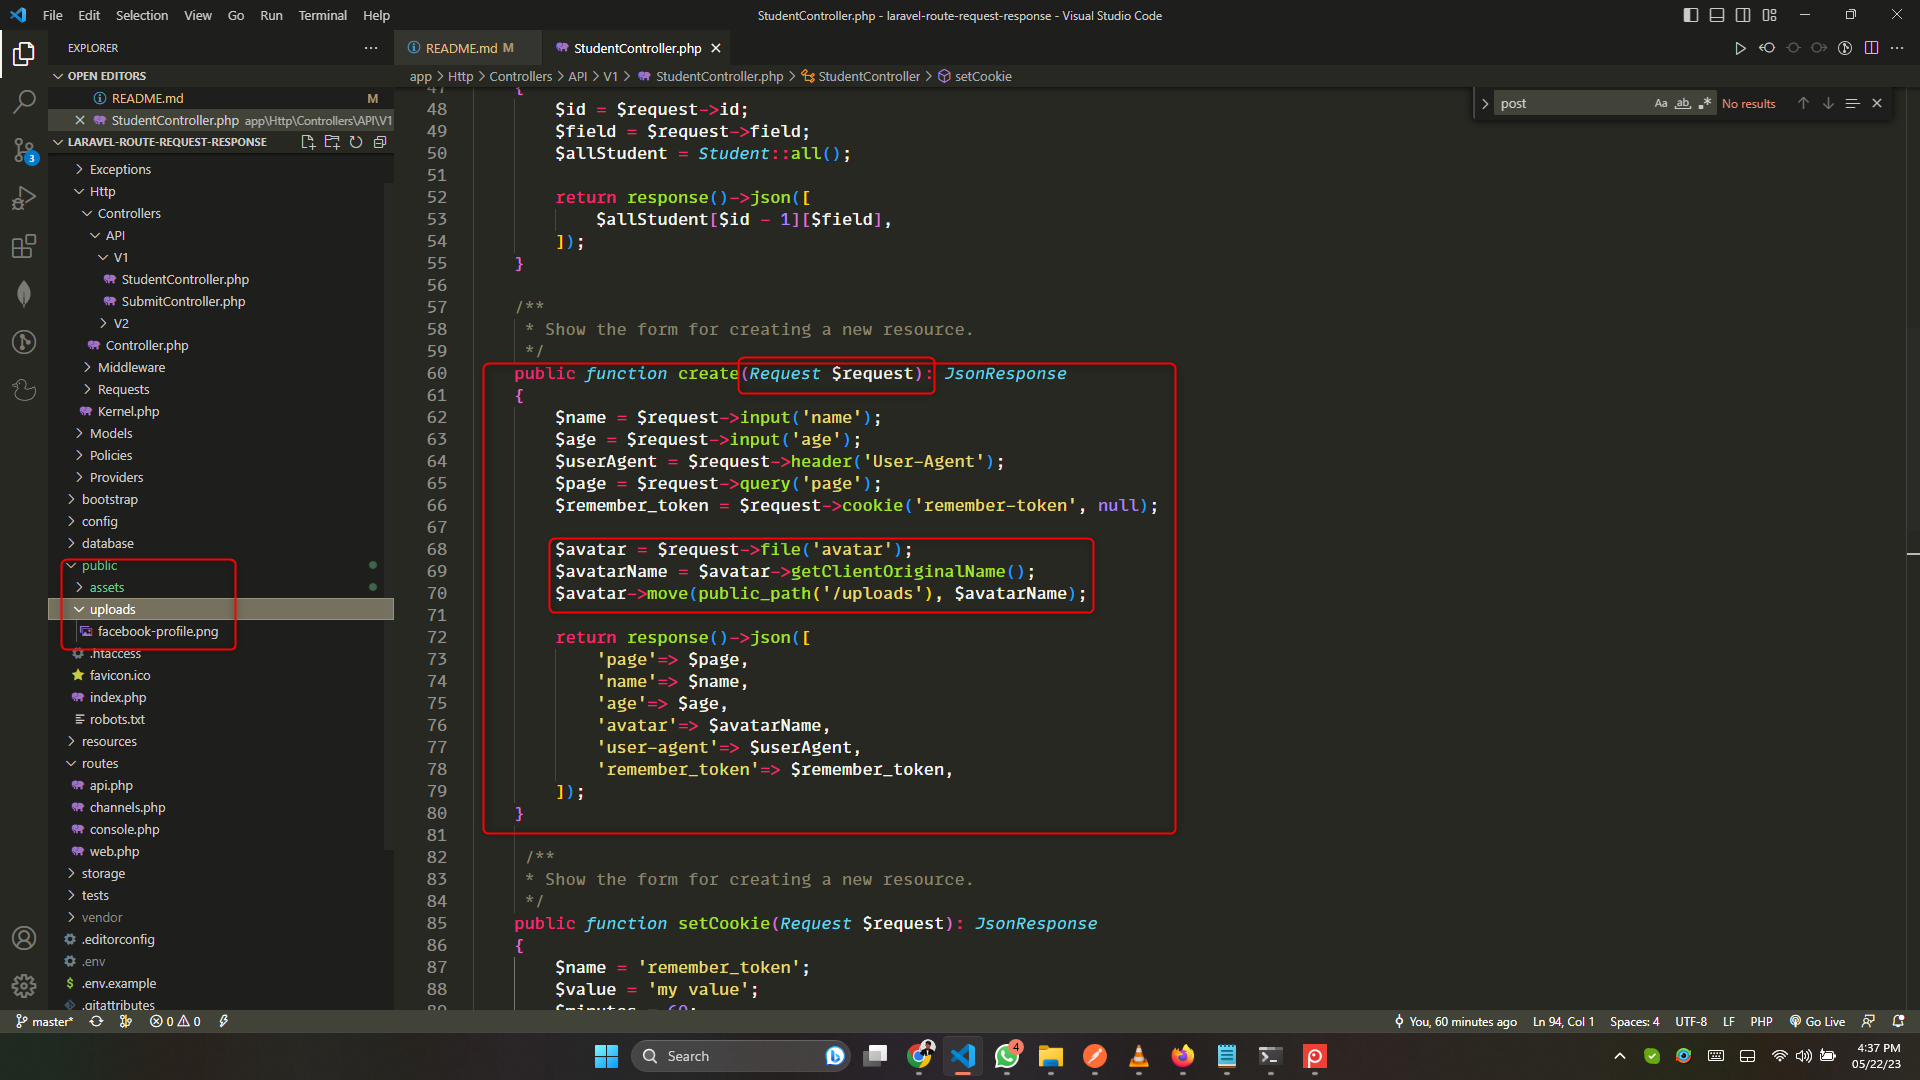 File Edit Selection View Go Run Terminal Help
StudentController.php - laravel-route-request-response - Visual Studio Code
EXPLORER
OPEN EDITORS
README.md M
StudentController.php app\Http\Controllers\API\V1
LARAVEL-ROUTE-REQUEST-RESPONSE
Exceptions
Http
Controllers
API
V1
StudentController.php
SubmitController.php
V2
Controller.php
Middleware
Requests
Kernel.php
Models
Policies
Providers
bootstrap
config
database
public
assets
uploads
facebook-profile.png
.htaccess
favicon.ico
index.php
robots.txt
resources
routes
api.php
channels.php
console.php
web.php
storage
tests
vendor
.editorconfig
.env
.env.example
.gitattributes
3
README.md M
StudentController.php
app > Http > Controllers > API > V1 > StudentController.php > StudentController > setCookie
post
Aa ab
No results
47 {
48 $id = $request->id;
49 $field = $request->field;
50 $allStudent = Student::all();
51
52 return response()->json([
53 $allStudent[$id - 1][$field],
54 ]);
55 }
56
57 /**
58 * Show the form for creating a new resource.
59 */
60 public function create(Request $request): JsonResponse
61 {
62 $name = $request->input('name');
63 $age = $request->input('age');
64 $userAgent = $request->header('User-Agent');
65 $page = $request->query('page');
66 $remember_token = $request->cookie('remember-token', null);
67
68 $avatar = $request->file('avatar');
69 $avatarName = $avatar->getClientOriginalName();
70 $avatar->move(public_path('/uploads'), $avatarName);
71
72 return response()->json([
73 'page'=> $page,
74 'name'=> $name,
75 'age'=> $age,
76 'avatar'=> $avatarName,
77 'user-agent'=> $userAgent,
78 'remember_token'=> $remember_token,
79 ]);
80 }
81
82 /**
83 * Show the form for creating a new resource.
84 */
85 public function setCookie(Request $request): JsonResponse
86 {
87 $name = 'remember_token';
88 $value = 'my value';
89 $minutes = 60;
master* 0 0
You, 60 minutes ago Ln 94, Col 1 Spaces: 4 UTF-8 LF PHP Go Live
Search
4
4:37 PM
05/22/23